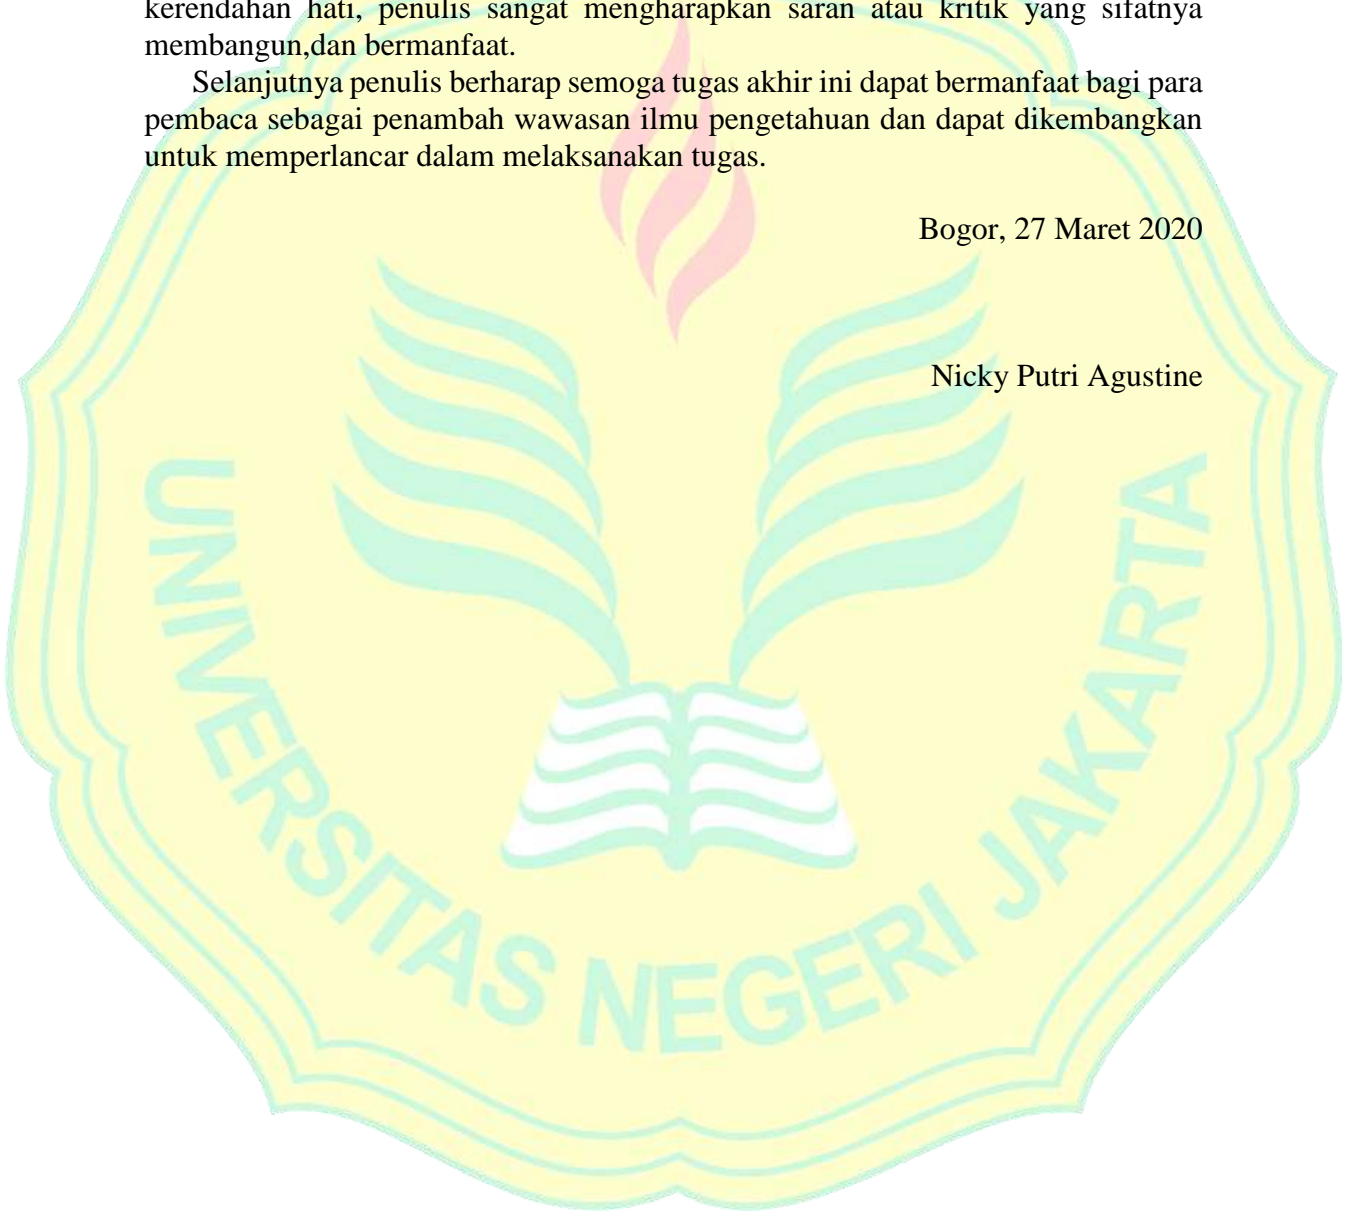 kerendahan hati, penulis sangat mengharapkan saran atau kritik yang sifatnya
membangun,dan bermanfaat.
Selanjutnya penulis berharap semoga tugas akhir ini dapat bermanfaat bagi para
pembaca sebagai penambah wawasan ilmu pengetahuan dan dapat dikembangkan
untuk memperlancar dalam melaksanakan tugas.
Bogor, 27 Maret 2020
Nicky Putri Agustine
UNIVERSITAS NEGERI JAKARTA